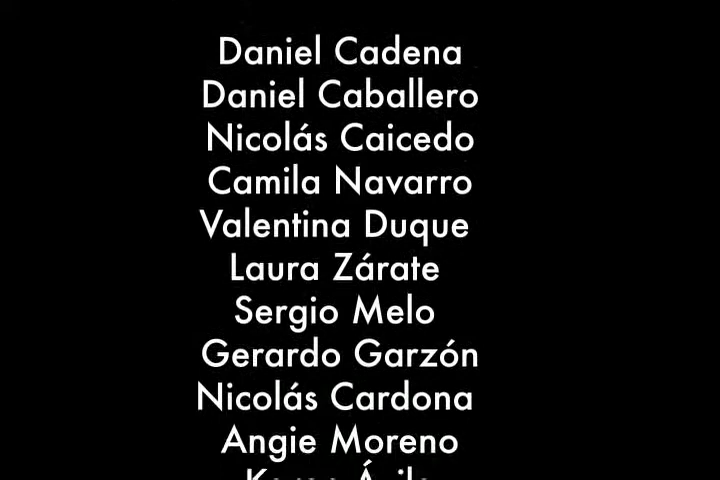 Daniel Cadena
Daniel Caballero
Nicolás Caicedo
Camila Navarro
Valentina Duque
Laura Zárate
Sergio Melo
Gerardo Garzón
Nicolás Cardona
Angie Moreno